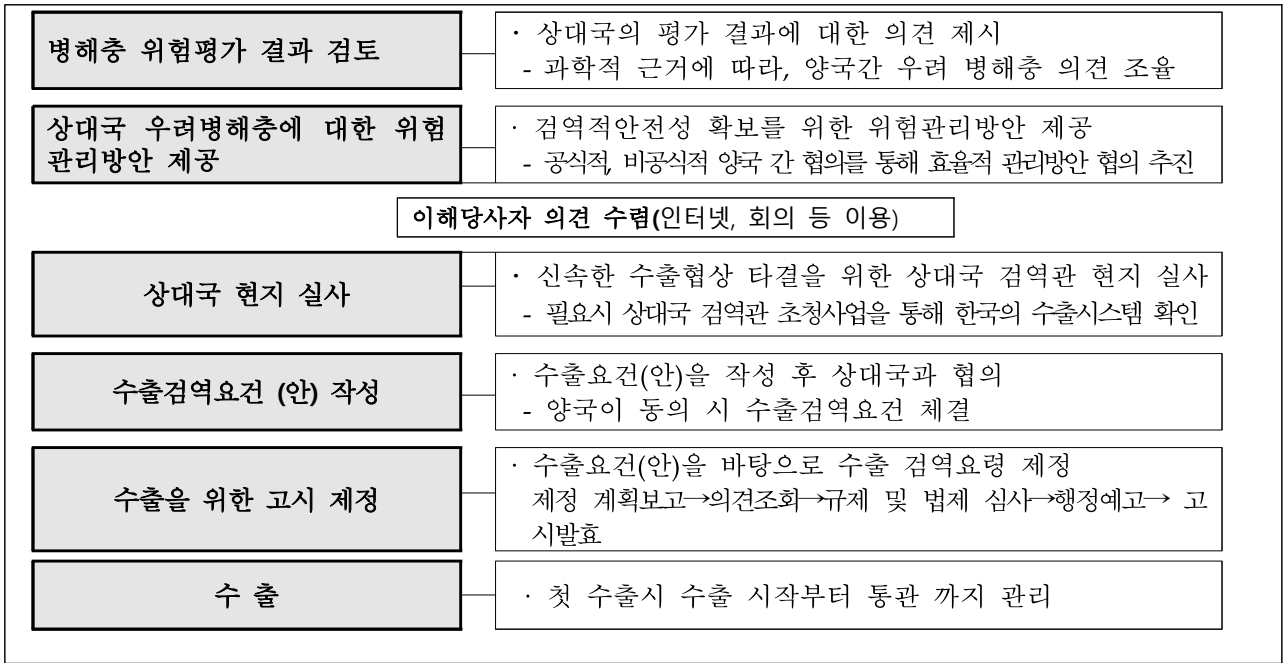 병해충 위험평가 결과 검토
· 상대국의 평가 결과에 대한 의견 제시
- 과학적 근거에 따라, 양국간 우려 병해충 의견 조율
상대국 우려병해충에 대한 위험
관리방안 제공
· 검역적안전성 확보를 위한 위험관리방안 제공
- 공식적, 비공식적 양국 간 협의를 통해 효율적 관리방안 협의 추진
이해당사자 의견 수렴(인터넷, 회의 등 이용)
상대국 현지 실사
· 신속한 수출협상 타결을 위한 상대국 검역관 현지 실사
- 필요시 상대국 검역관 초청사업을 통해 한국의 수출시스템 확인
수출검역요건 (안) 작성
· 수출요건(안)을 작성 후 상대국과 협의
- 양국이 동의 시 수출검역요건 체결
수출을 위한 고시 제정
· 수출요건(안)을 바탕으로 수출 검역요령 제정
제정 계획보고→의견조회→규제 및 법제 심사→행정예고→ 고
시발효
수 출
· 첫 수출시 수출 시작부터 통관 까지 관리